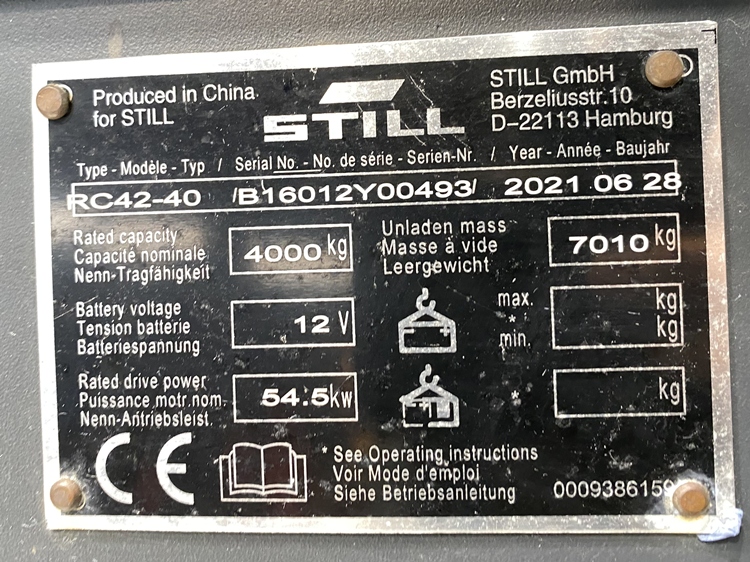 Produced in China
for STILL
STILL
STILL GmbH
Berzeliusstr.10
D-22113 Hamburg
Type - Modèle - Typ / Serial No. - No. de série - Serien-Nr. / Year - Année - Baujahr
RC42-40 /B16012Y00493/ 2021 06 28
Rated capacity
Capacité nominale
Nenn-Tragfähigkeit
4000 kg
Unladen mass
Masse à vide
Leergewicht
7010 kg
Battery voltage
Tension batterie
Batteriespannung
12 V
max. kg
*
min. kg
Rated drive power
Puissance motr.nom.
Nenn-Antriebsleist.
54.5kw
* kg
CE
* See Operating instructions
Voir Mode d'emploi
Siehe Betriebsanleitung